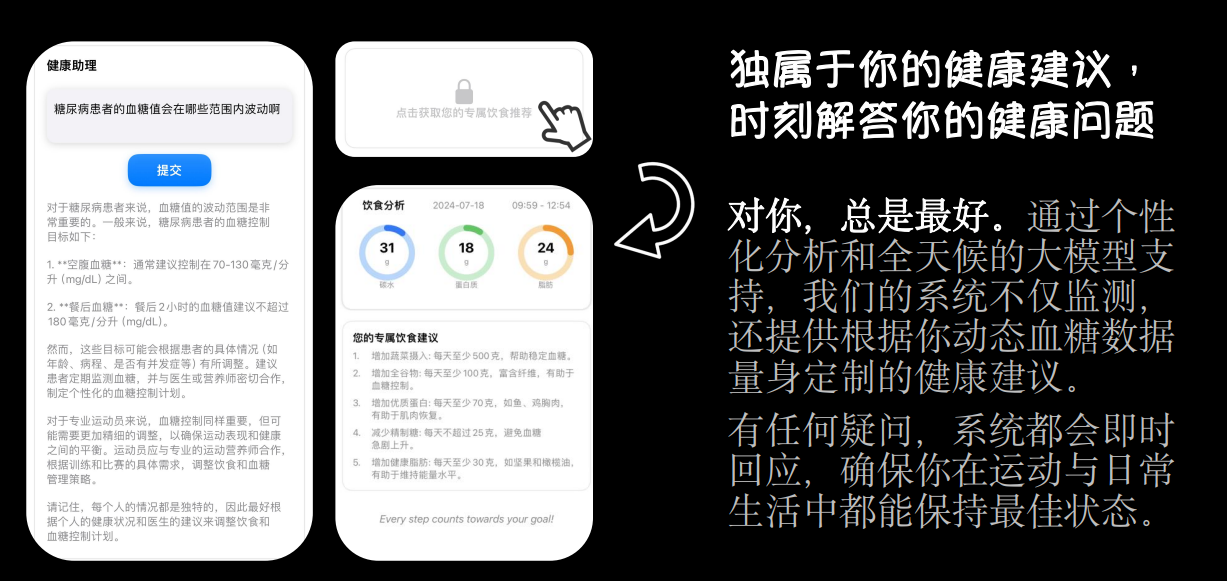 健康助理
糖尿病患者的血糖值会在哪些范围内波动啊
提交
对于糖尿病患者来说，血糖值的波动范围是非
常重要的。一般来说，糖尿病患者的血糖控制
目标如下：
1. **空腹血糖**：通常建议控制在70-130毫克/分
升 (mg/dL) 之间。
2. **餐后血糖**：餐后2小时的血糖值建议不超过
180毫克/分升 (mg/dL)。
然而，这些目标可能会根据患者的具体情况 (如
年龄、病程、是否有并发症等) 有所调整。建议
患者定期监测血糖，并与医生或营养师密切合作，
制定个性化的血糖控制计划。
对于专业运动员来说，血糖控制同样重要，但可
能需要更加精细的调整，以确保运动表现和健康
之间的平衡。运动员应与专业的运动营养师合作，
根据训练和比赛的具体需求，调整饮食和血糖
管理策略。
请记住，每个人的情况都是独特的，因此最好根
据个人的健康状况和医生的建议来调整饮食和
血糖控制计划。
点击获取您的专属饮食推荐
饮食分析 2024-07-18 09:59 - 12:54
31 18 24
g g g
碳水 蛋白质 脂肪
您的专属饮食建议
1. 增加蔬菜摄入: 每天至少500克，帮助稳定血糖。
2. 增加全谷物: 每天至少100克，富含纤维，有助于
血糖控制。
3. 增加优质蛋白: 每天至少70克，如鱼、鸡胸肉，
有助于肌肉恢复。
4. 减少精制糖: 每天不超过25克，避免血糖
急剧上升。
5. 增加健康脂肪: 每天至少30克，如坚果和橄榄油，
有助于维持能量水平。
Every step counts towards your goal!
独属于你的健康建议，
时刻解答你的健康问题
对你，总是最好。通过个性
化分析和全天候的大模型支
持，我们的系统不仅监测，
还提供根据你动态血糖数据
量身定制的健康建议。
有任何疑问，系统都会即时
回应，确保你在运动与日常
生活中都能保持最佳状态。